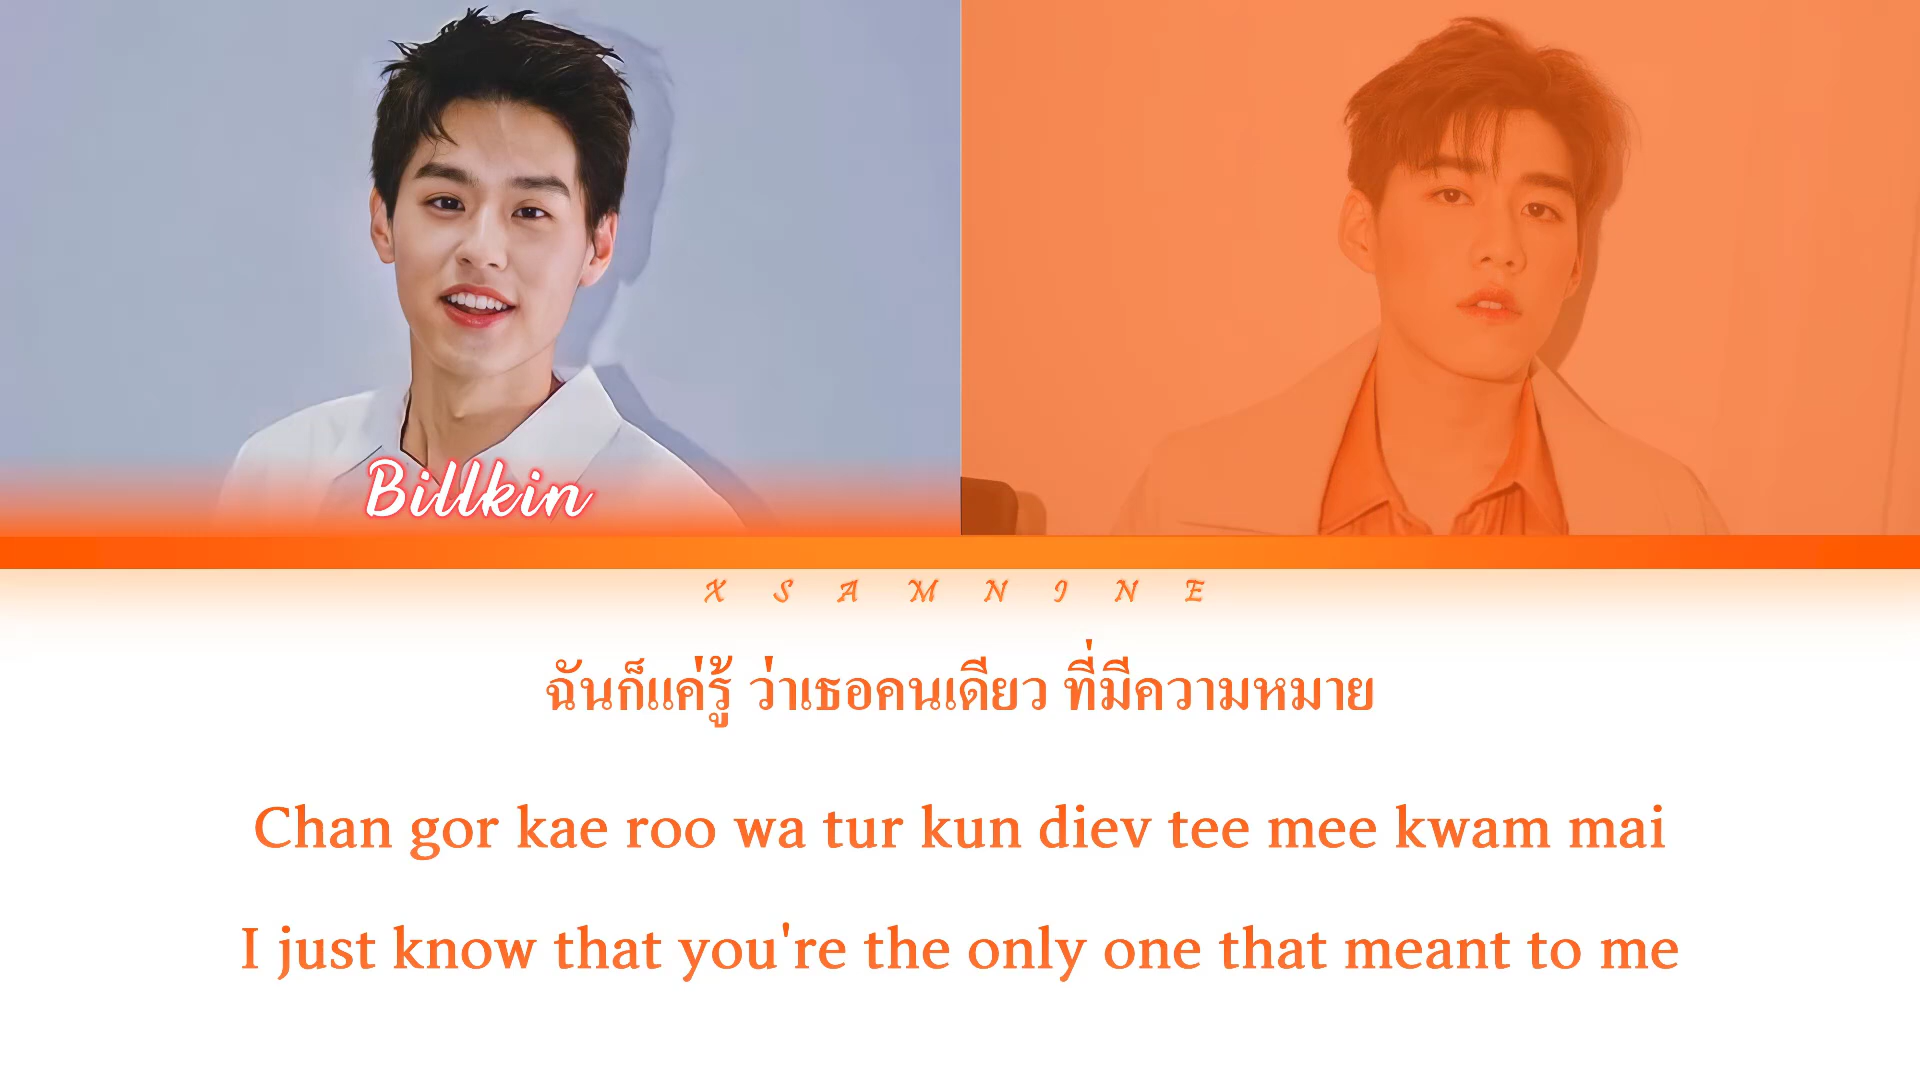 Billkin
XSAMNINE
ฉันก็แค่รู้ ว่าเธอคนเดียว ที่มีความหมาย
Chan gor kae roo wa tur kun diev tee mee kwam mai
I just know that you're the only one that meant to me